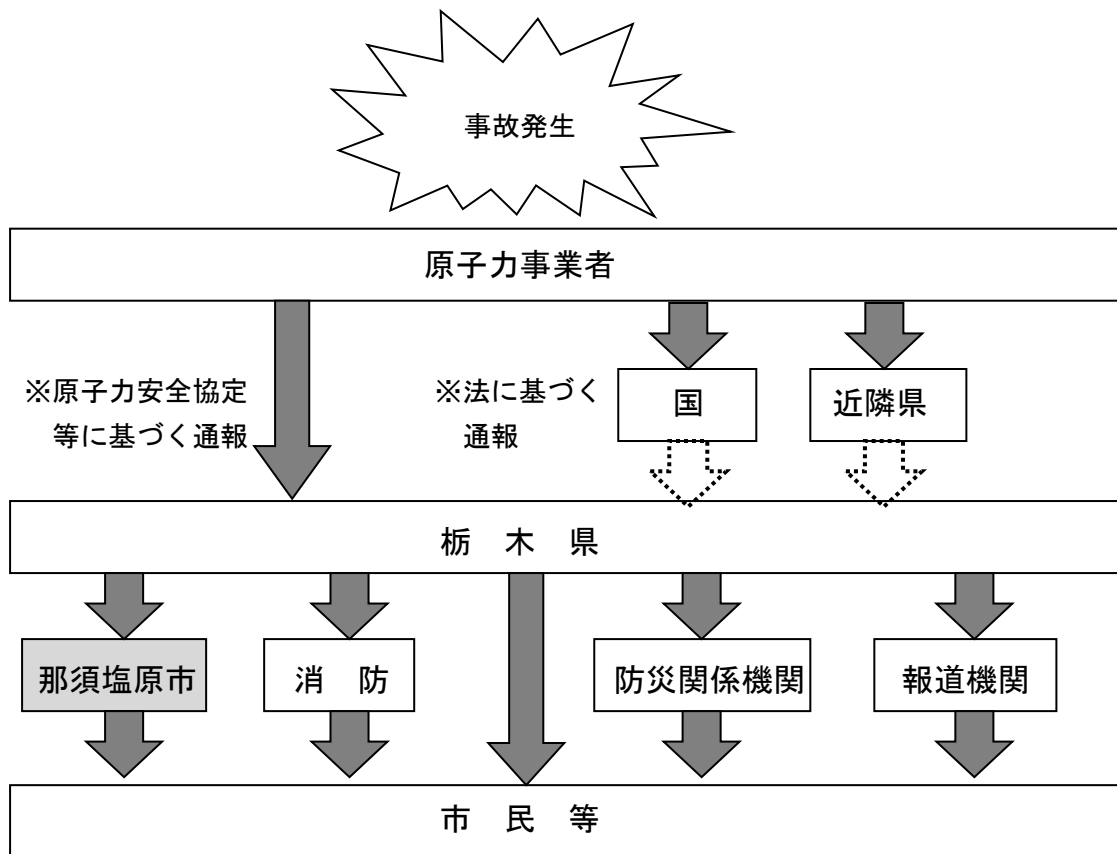 事故発生
原子力事業者
※原子力安全協定
等に基づく通報
※法に基づく
通報
国
近隣県
栃　木　県
那須塩原市
消　防
防災関係機関
報道機関
市　民　等